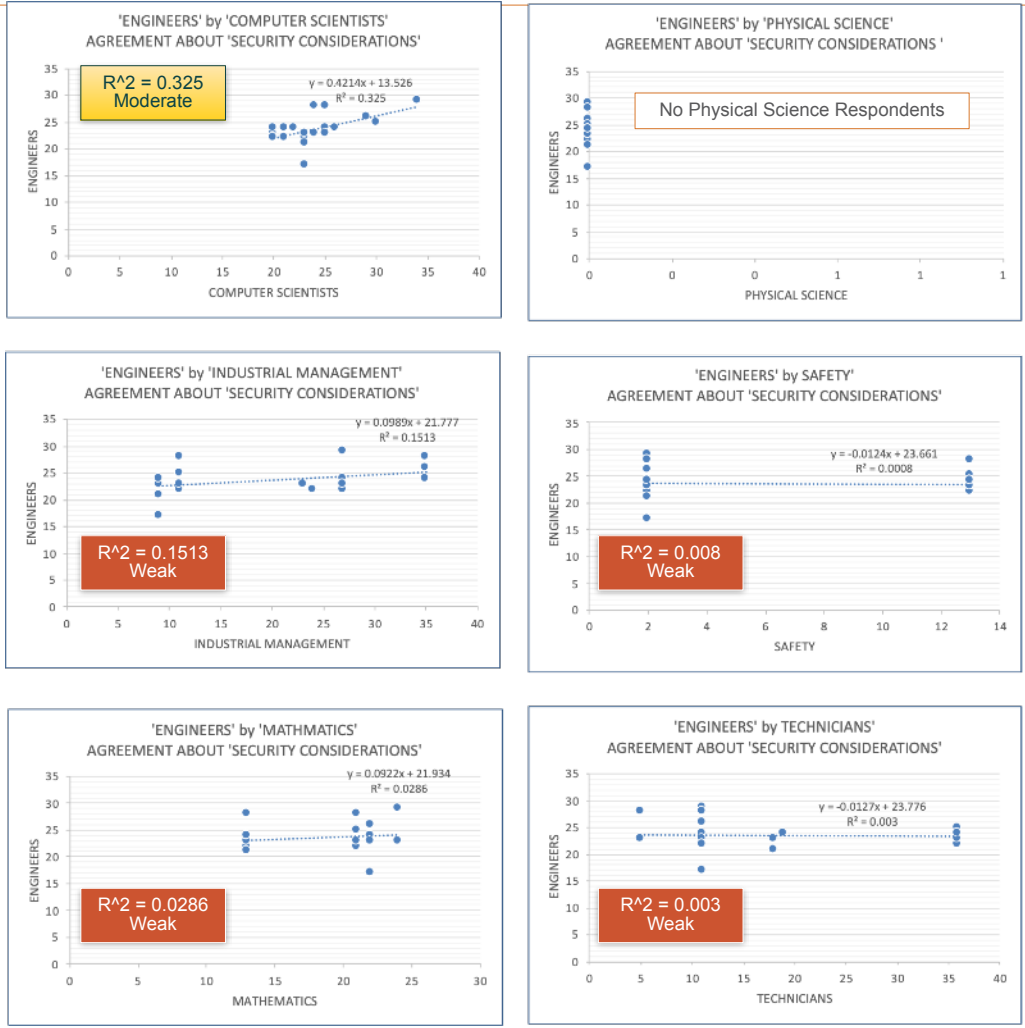 'ENGINEERS' by 'COMPUTER SCIENTISTS'
AGREEMENT ABOUT 'SECURITY CONSIDERATIONS'
R^2 = 0.325
Moderate
y = 0.4214x + 13.526
R² = 0.325
35
30
25
20
15
10
5
0
ENGINEERS
0 5 10 15 20 25 30 35 40
COMPUTER SCIENTISTS
'ENGINEERS' by 'PHYSICAL SCIENCE'
AGREEMENT ABOUT 'SECURITY CONSIDERATIONS '
No Physical Science Respondents
35
30
25
20
15
10
5
0
ENGINEERS
0 0 0 1 1 1
PHYSICAL SCIENCE
'ENGINEERS' by 'INDUSTRIAL MANAGEMENT'
AGREEMENT ABOUT 'SECURITY CONSIDERATIONS'
y = 0.0989x + 21.777
R² = 0.1513
35
30
25
20
15
10
5
0
ENGINEERS
R^2 = 0.1513
Weak
0 5 10 15 20 25 30 35 40
INDUSTRIAL MANAGEMENT
'ENGINEERS' by SAFETY'
AGREEMENT ABOUT 'SECURITY CONSIDERATIONS'
y = -0.0124x + 23.661
R² = 0.0008
35
30
25
20
15
10
5
0
ENGINEERS
R^2 = 0.008
Weak
0 2 4 6 8 10 12 14
SAFETY
'ENGINEERS' by 'MATHMATICS'
AGREEMENT ABOUT 'SECURITY CONSIDERATIONS'
y = 0.0922x + 21.934
R² = 0.0286
35
30
25
20
15
10
5
0
ENGINEERS
R^2 = 0.0286
Weak
0 5 10 15 20 25 30
MATHEMATICS
'ENGINEERS' by TECHNICIANS'
AGREEMENT ABOUT 'SECURITY CONSIDERATIONS'
y = -0.0127x + 23.776
R² = 0.003
35
30
25
20
15
10
5
0
ENGINEERS
R^2 = 0.003
Weak
0 5 10 15 20 25 30 35 40
TECHNICIANS